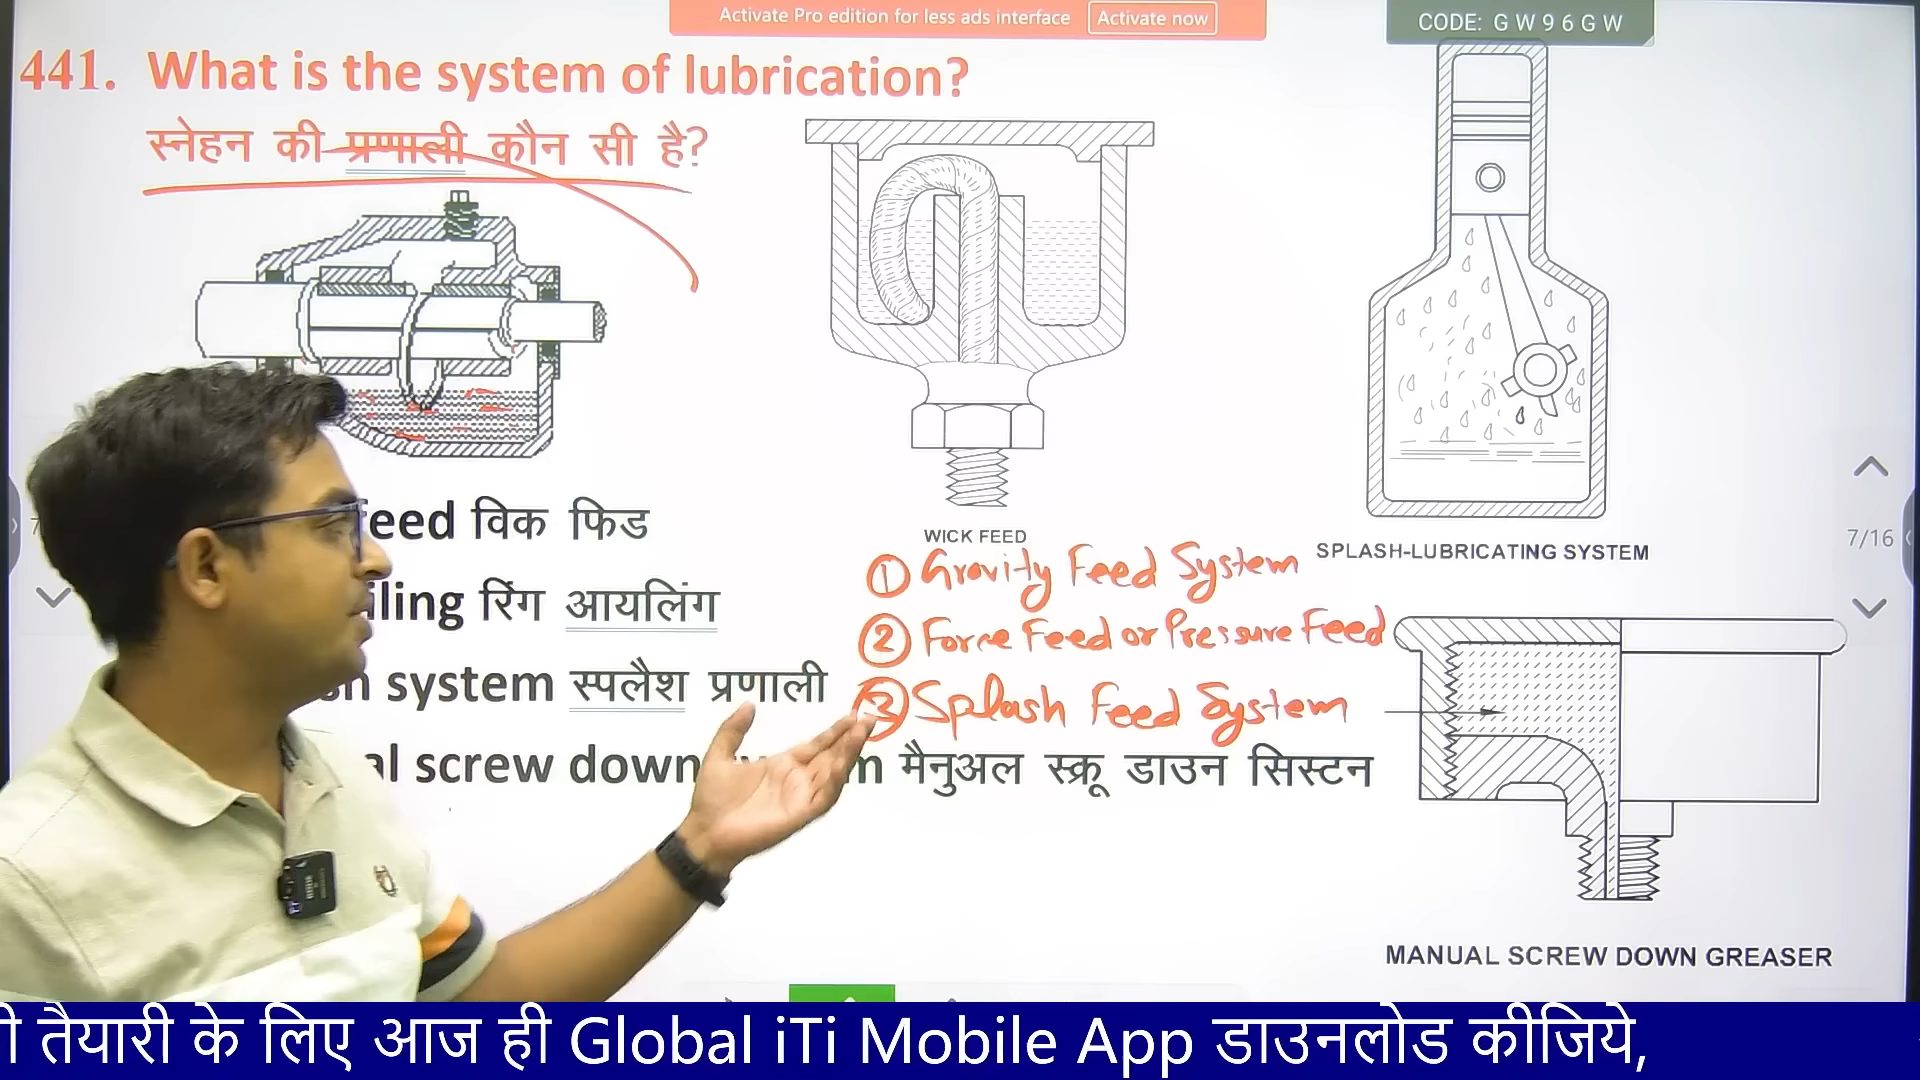 Activate Pro edition for less ads interface Activate now
CODE: GW96GW
441. What is the system of lubrication?
स्नेहन की प्रणाली कौन सी है?
feed विक फिड
WICK FEED
SPLASH-LUBRICATING SYSTEM
7/16
① Gravity Feed System
iling रिंग आयलिंग
② Force Feed or Pressure Feed
system स्पलैश प्रणाली
③ Splash Feed System
al screw down m मैनुअल स्क्रू डाउन सिस्टन
MANUAL SCREW DOWN GREASER
ी तैयारी के लिए आज ही Global iTi Mobile App डाउनलोड कीजिये,